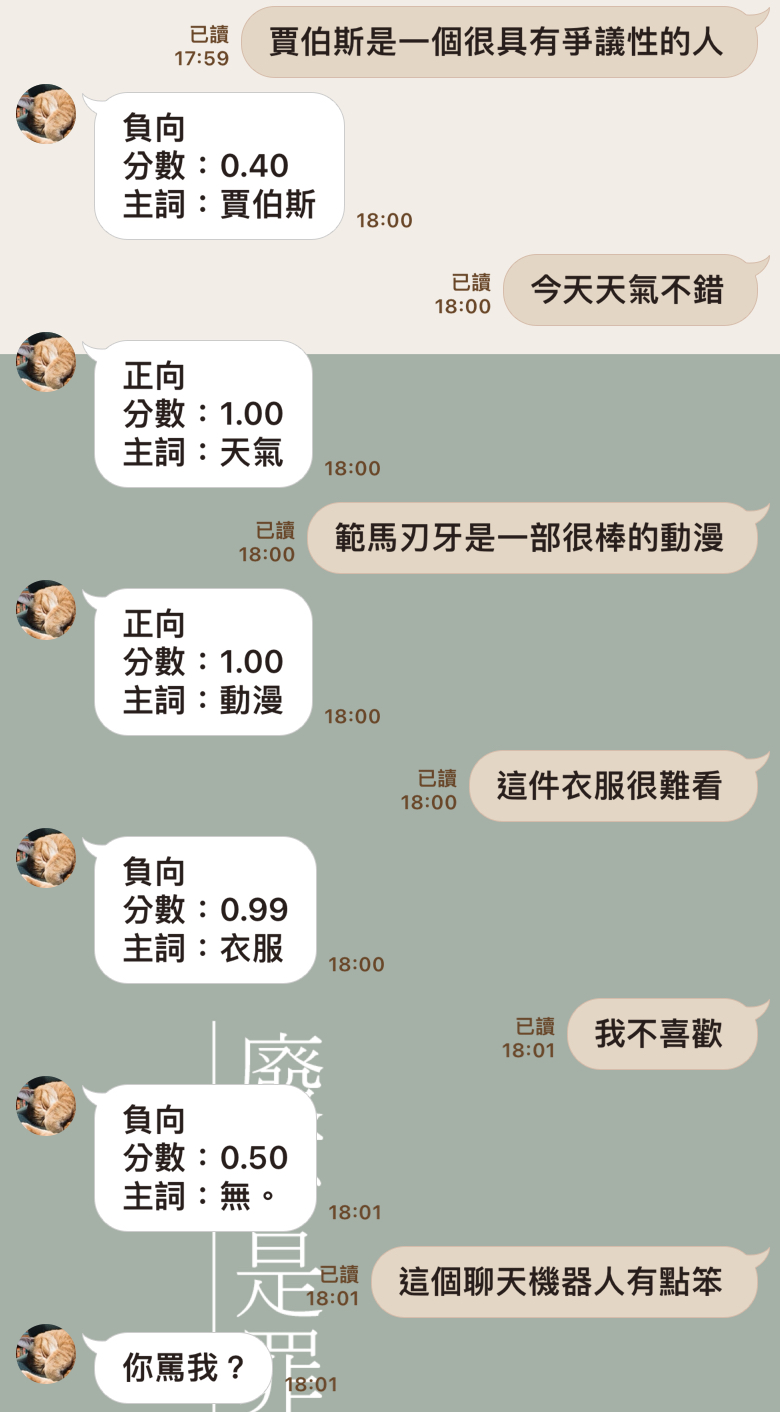 賈伯斯是一個很具有爭議性的人
已讀
17:59
負向
分數：0.40
主詞：賈伯斯
18:00
今天天氣不錯
已讀
18:00
正向
分數：1.00
主詞：天氣
18:00
範馬刃牙是一部很棒的動漫
已讀
18:00
正向
分數：1.00
主詞：動漫
18:00
這件衣服很難看
已讀
18:00
負向
分數：0.99
主詞：衣服
18:00
我不喜歡
已讀
18:01
廢
負向
分數：0.50
主詞：無。
18:01
是
這個聊天機器人有點笨
已讀
18:01
罪
你罵我？
18:01